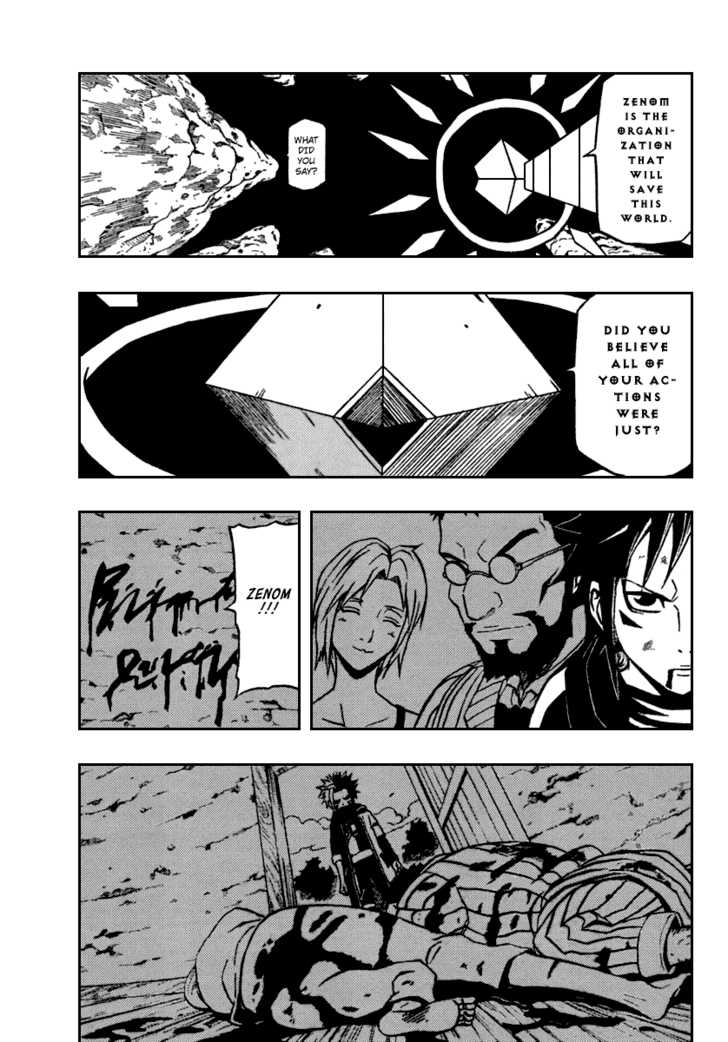 ZENOM
IS THE
ORGANI-
ZATION
THAT
WILL
SAVE
THIS
WORLD.
WHAT
DID
YOU
SAY?
DID YOU
BELIEVE
ALL OF
YOUR AC-
TIONS
WERE
JUST?
ZENOM
!!!